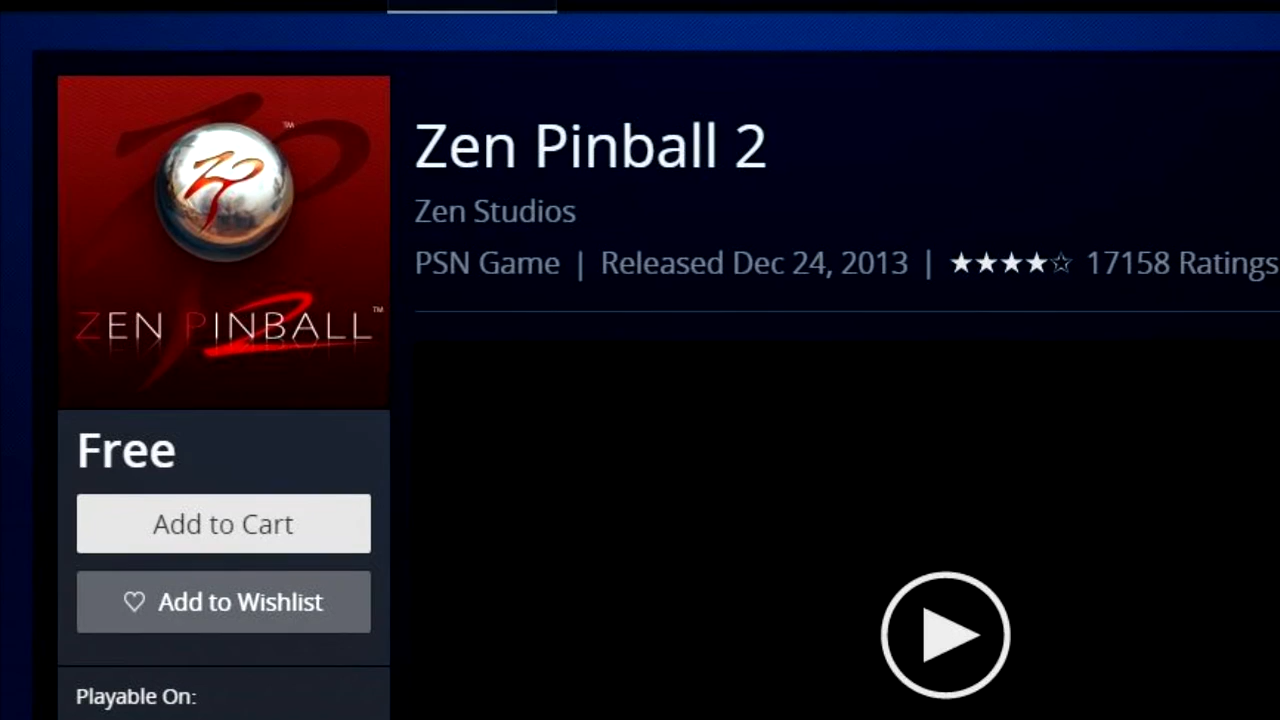 ZEN PINBALL 2
Zen Pinball 2
Zen Studios
PSN Game | Released Dec 24, 2013 | ★★★★☆ 17158 Ratings
Free
Add to Cart
♡ Add to Wishlist
Playable On: